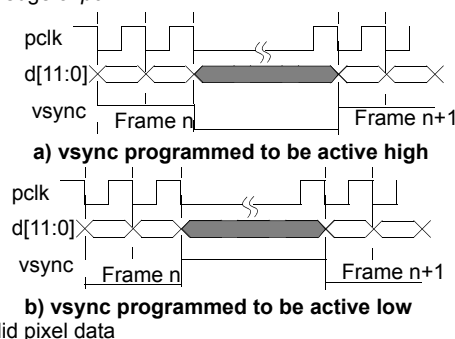 pclk
d[11:0]
vsync
Frame n
Frame n+1
a) vsync programmed to be active high
pclk
d[11:0]
vsync
Frame n
Frame n+1
b) vsync programmed to be active low
lid pixel data